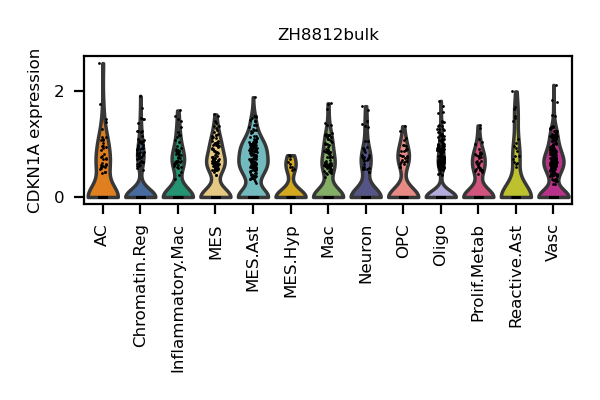 ZH8812bulk
CDKN1A expression
2
0
AC
Chromatin.Reg
Inflammatory.Mac
MES
MES.Ast
MES.Hyp
Mac
Neuron
OPC
Oligo
Prolif.Metab
Reactive.Ast
Vasc